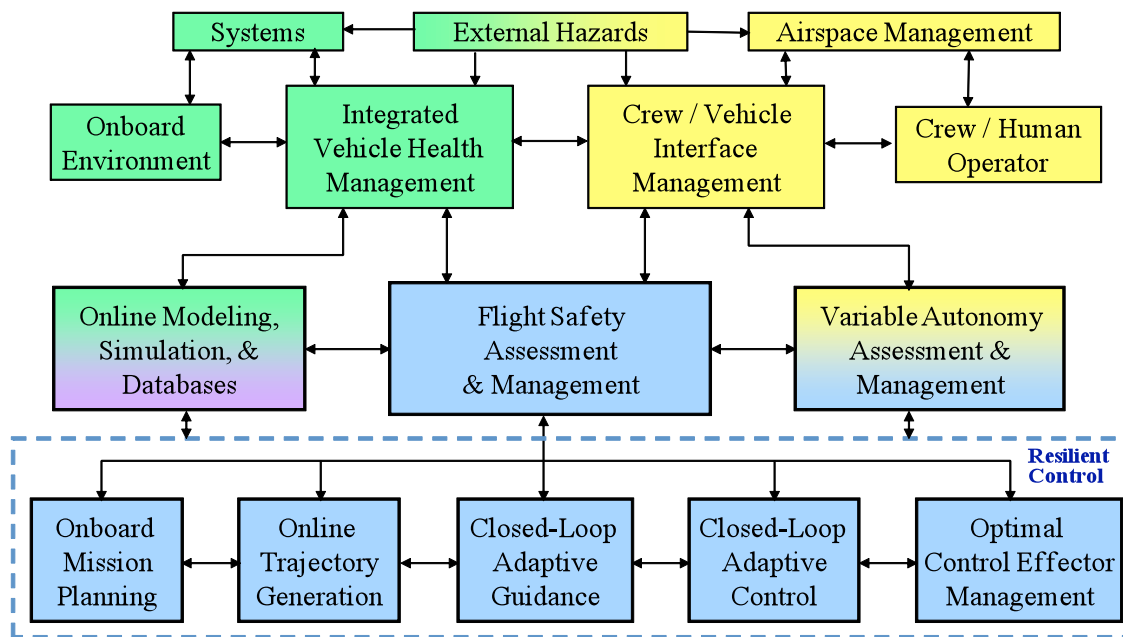 Systems
External Hazards
Airspace Management
Onboard
Environment
Integrated
Vehicle Health
Management
Crew / Vehicle
Interface
Management
Crew / Human
Operator
Online Modeling,
Simulation, &
Databases
Flight Safety
Assessment
& Management
Variable Autonomy
Assessment &
Management
Resilient
Control
Onboard
Mission
Planning
Online
Trajectory
Generation
Closed-Loop
Adaptive
Guidance
Closed-Loop
Adaptive
Control
Optimal
Control Effector
Management